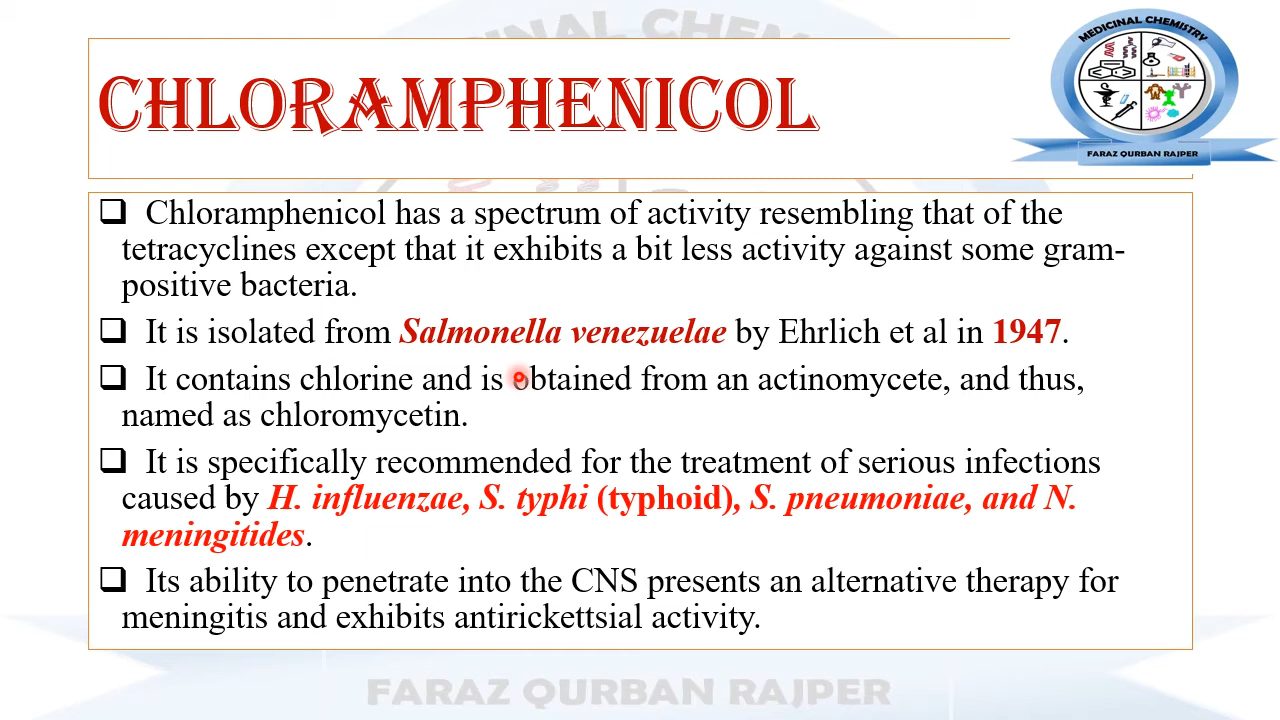 MEDICINAL CHEMISTRY
CHLORAMPHENICOL
FARAZ QURBAN RAJPER
❑ Chloramphenicol has a spectrum of activity resembling that of the
tetracyclines except that it exhibits a bit less activity against some gram-
positive bacteria.
❑ It is isolated from Salmonella venezuelae by Ehrlich et al in 1947.
❑ It contains chlorine and is obtained from an actinomycete, and thus,
named as chloromycetin.
❑ It is specifically recommended for the treatment of serious infections
caused by H. influenzae, S. typhi (typhoid), S. pneumoniae, and N.
meningitides.
❑ Its ability to penetrate into the CNS presents an alternative therapy for
meningitis and exhibits antirickettsial activity.
FARAZ QURBAN RAJPER